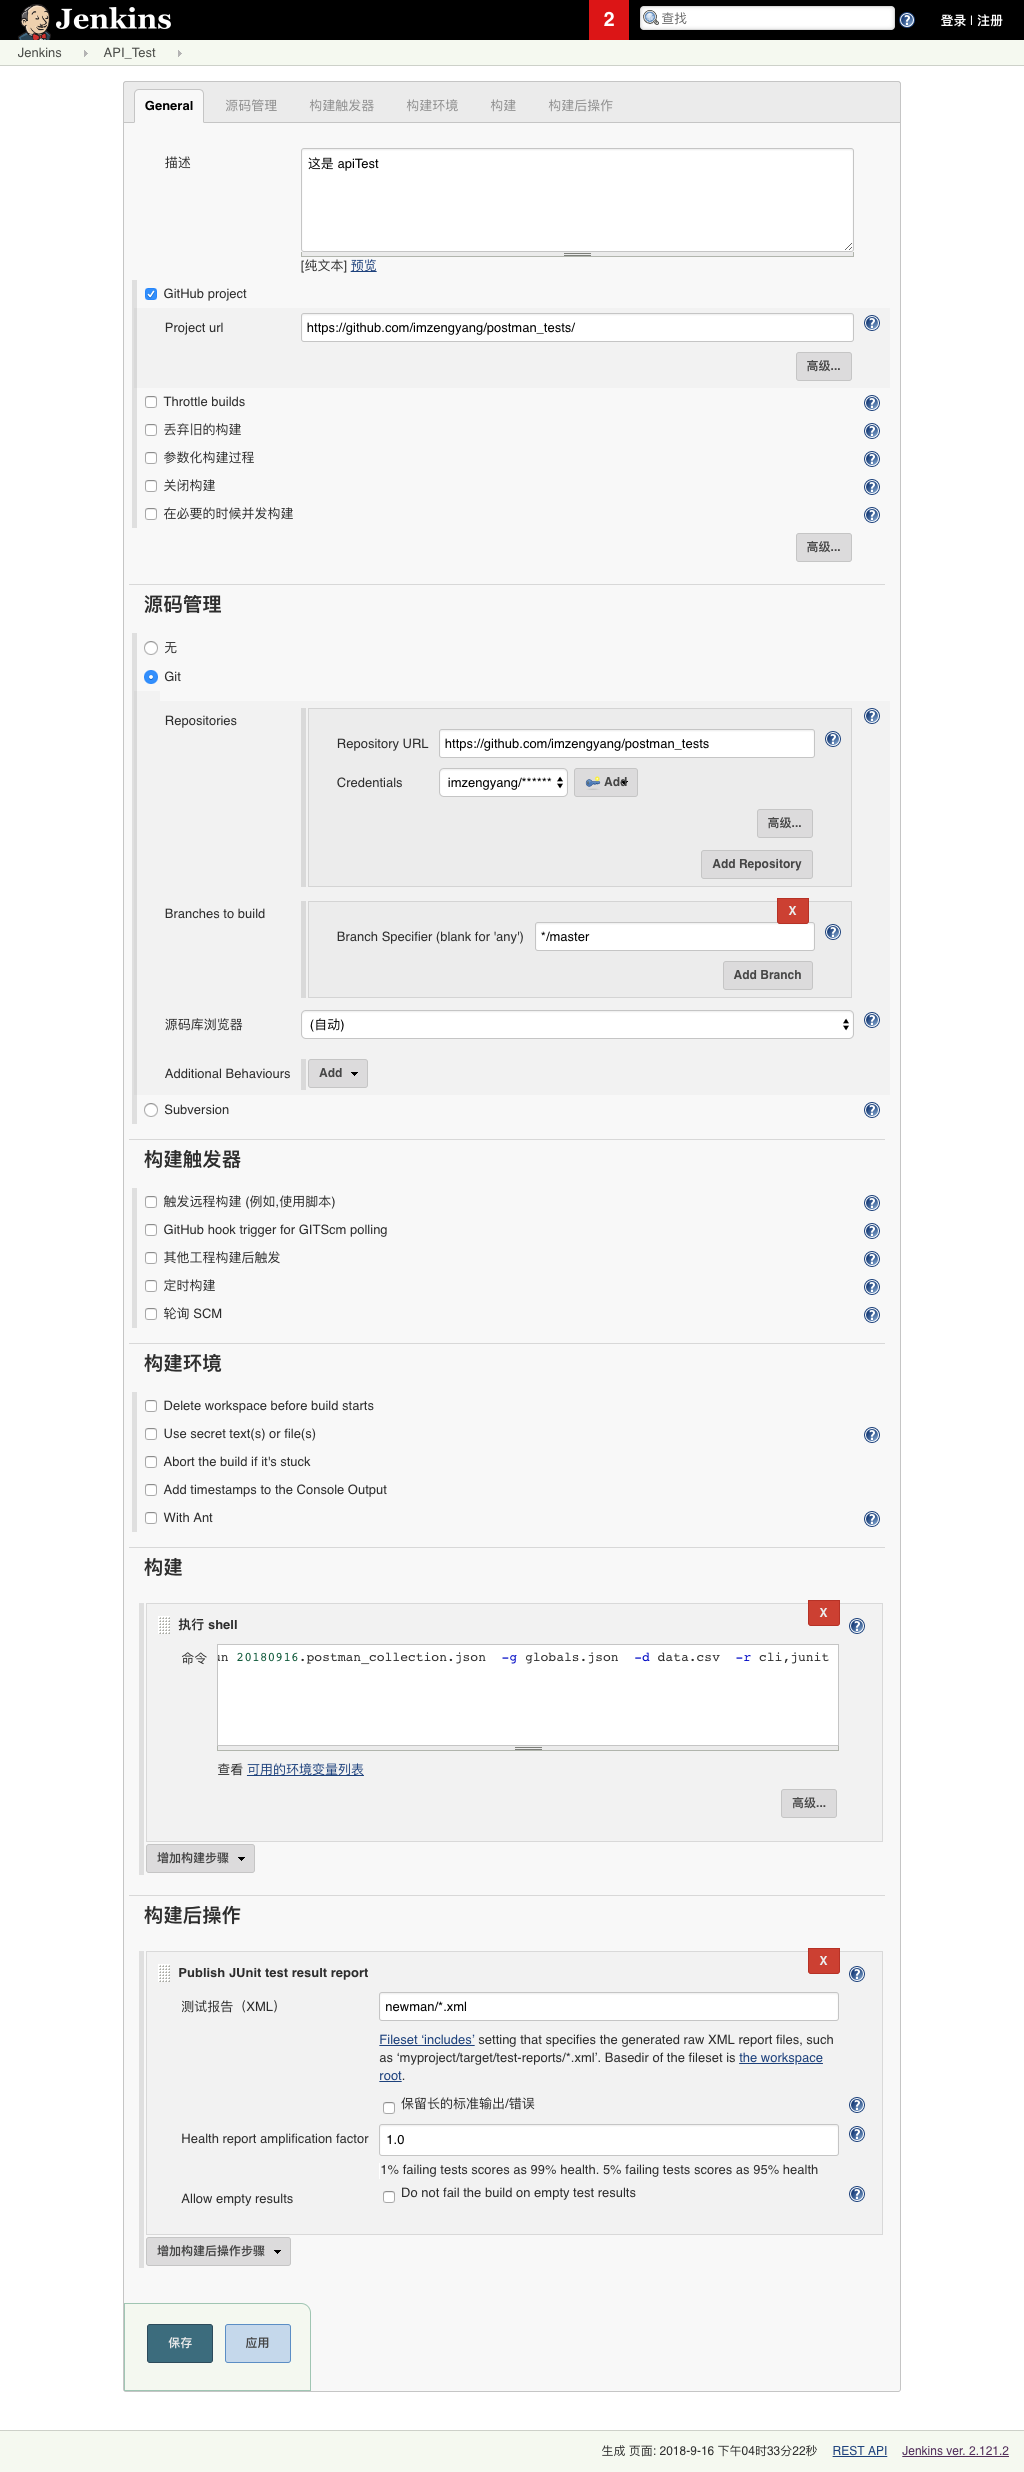 Jenkins
2
查找
登录 | 注册
Jenkins
API_Test
General 源码管理 构建触发器 构建环境 构建 构建后操作
描述
这是 apiTest
[纯文本] 预览
GitHub project
Project url
https://github.com/imzengyang/postman_tests/
高级...
Throttle builds
丢弃旧的构建
参数化构建过程
关闭构建
在必要的时候并发构建
高级...
源码管理
无
Git
Repositories
Repository URL
https://github.com/imzengyang/postman_tests
Credentials
imzengyang/******
Add
高级...
Add Repository
Branches to build
X
Branch Specifier (blank for 'any')
*/master
Add Branch
源码库浏览器
(自动)
Additional Behaviours
Add
Subversion
构建触发器
触发远程构建 (例如,使用脚本)
GitHub hook trigger for GITScm polling
其他工程构建后触发
定时构建
轮询 SCM
构建环境
Delete workspace before build starts
Use secret text(s) or file(s)
Abort the build if it's stuck
Add timestamps to the Console Output
With Ant
构建
X
执行 shell
命令
un 20180916.postman_collection.json -g globals.json -d data.csv -r cli,junit
查看 可用的环境变量列表
高级...
增加构建步骤
构建后操作
X
Publish JUnit test result report
测试报告（XML）
newman/*.xml
Fileset ‘includes’ setting that specifies the generated raw XML report files, such
as ‘myproject/target/test-reports/*.xml’. Basedir of the fileset is the workspace
root.
保留长的标准输出/错误
Health report amplification factor
1.0
1% failing tests scores as 99% health. 5% failing tests scores as 95% health
Allow empty results
Do not fail the build on empty test results
增加构建后操作步骤
保存
应用
生成 页面: 2018-9-16 下午04时33分22秒 REST API Jenkins ver. 2.121.2